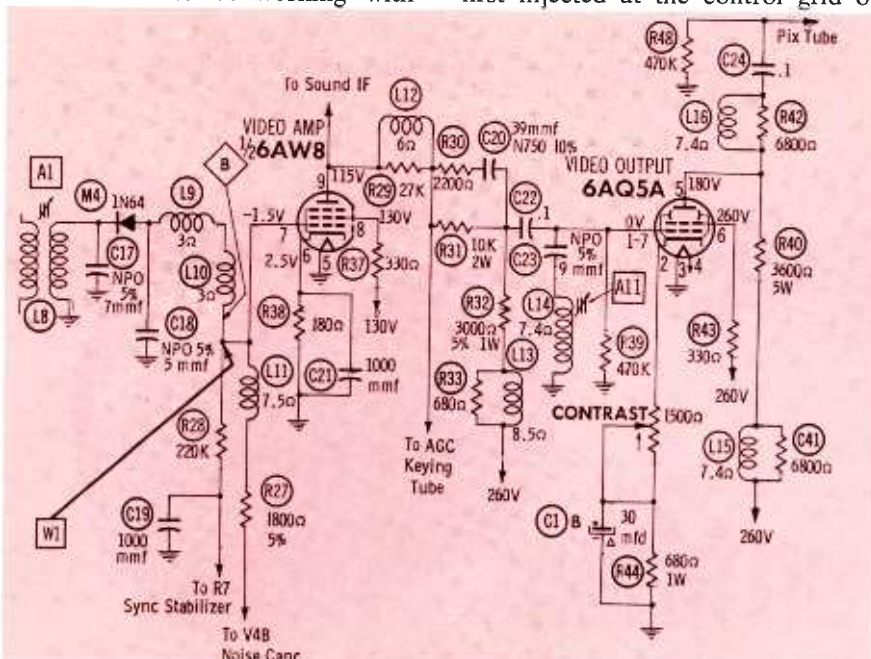 working with first injected at the control grid o
Pix Tube
R48
470K
C24
.1
To Sound IF
L12
6Ω
R30
C20
39mmf
N750 10%
L16
7.4Ω
R42
6800Ω
VIDEO AMP
½6AW8
VIDEO OUTPUT
6AQ5A
B
A1
M4
1N64
L9
3Ω
9
115V
R29
27K
2200Ω
C22
.1
5
180V
-1.5V
7
8
130V
0V
1-7
260V
6
C17
NPO
5%
7mmf
L10
3Ω
2.5V
6
5
R37
330Ω
R31
10K
2W
C23
NPO
5%
9 mmf
2
3
4
R40
3600Ω
5W
L8
C18
NPO 5%
5 mmf
R38
180Ω
130V
R32
3000Ω
5% 1W
L14
7.4Ω
A11
R43
330Ω
L11
7.5Ω
C21
1000
mmf
L13
R33
680Ω
8.5Ω
R39
470K
260V
R28
220K
CONTRAST
1500Ω
To AGC
Keying
Tube
260V
L15
7.4Ω
C41
6800Ω
W1
C19
1000
mmf
R27
1800Ω
5%
C1
B
30
mfd
R44
680Ω
1W
260V
To R7
Sync Stabilizer
To V4B
Noise Canc